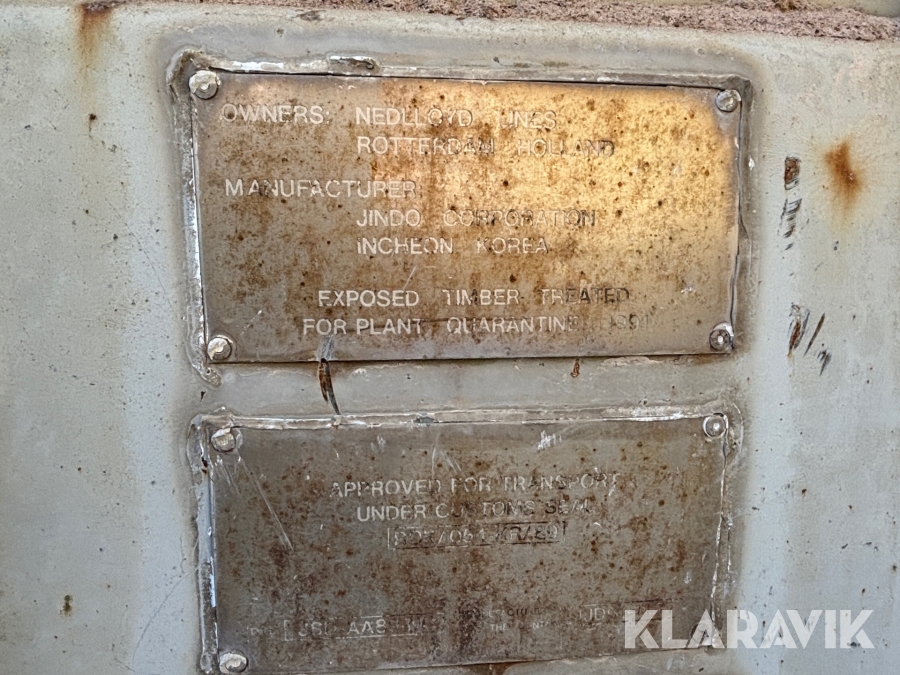 OWNERS: NEDLLOYD LINES
ROTTERDAM HOLLAND
MANUFACTURER:
JINDO CORPORATION
INCHEON KOREA
EXPOSED TIMBER TREATED
FOR PLANT QUARANTINE
APPROVED FOR TRANSPORT
UNDER CUSTOMS SEAL
KLARAVIK